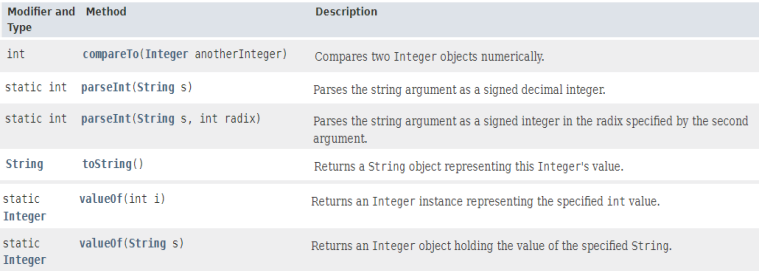 Modifier and Method Description
Type
int compareTo(Integer anotherInteger) Compares two Integer objects numerically.
static int parseInt(String s) Parses the string argument as a signed decimal integer.
static int parseInt(String s, int radix) Parses the string argument as a signed integer in the radix specified by the second
argument.
String toString() Returns a String object representing this Integer's value.
static valueOf(int i) Returns an Integer instance representing the specified int value.
Integer
static valueOf(String s) Returns an Integer object holding the value of the specified String.
Integer